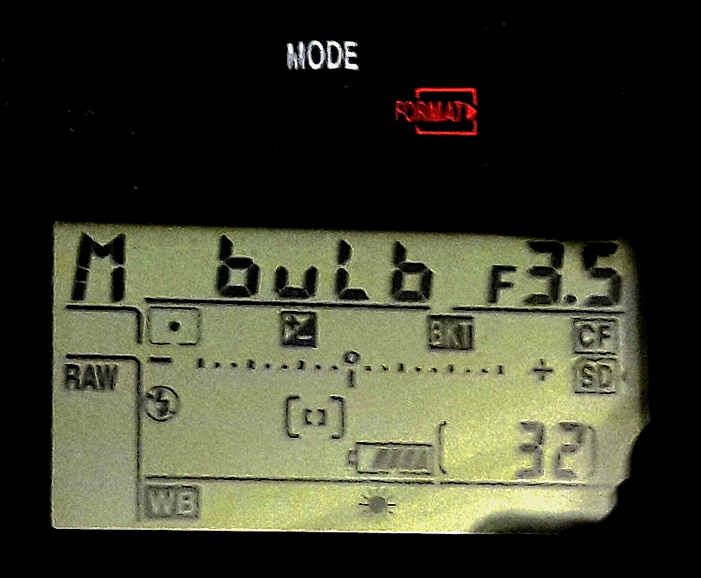 MODE
FORMAT
M bulb F3.5
BKT CF
RAW SD
[32]
WB